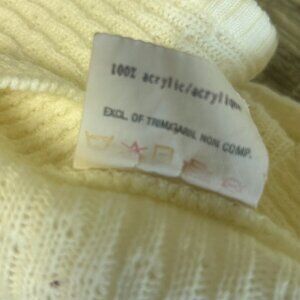 100% acrylic/acrylique
EXCL. OF TRIM/GARN. NON COMP.